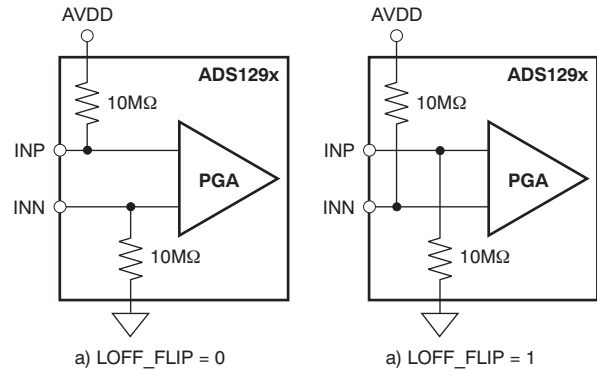 AVDD
ADS129x
10MΩ
INP
PGA
INN
10MΩ
a) LOFF_FLIP = 0
AVDD
ADS129x
10MΩ
INP
PGA
INN
10MΩ
a) LOFF_FLIP = 1